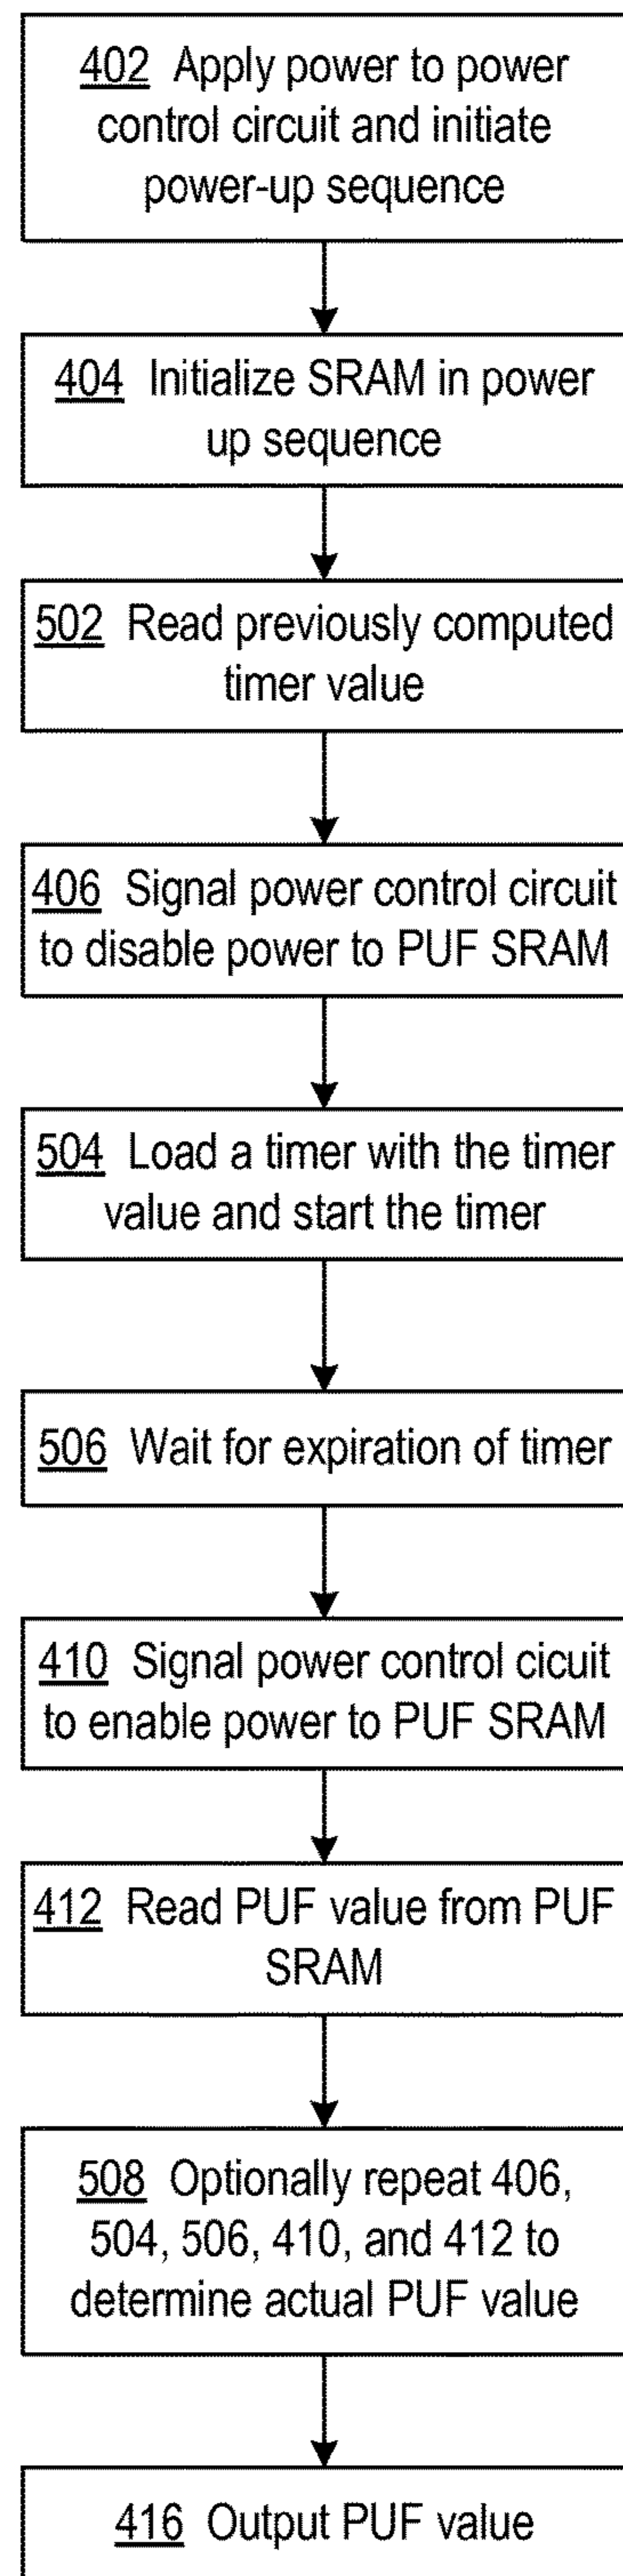 402 Apply power to power
control circuit and initiate
power-up sequence
404 Initialize SRAM in power
up sequence
502 Read previously computed
timer value
406 Signal power control circuit
to disable power to PUF SRAM
504 Load a timer with the timer
value and start the timer
506 Wait for expiration of timer
410 Signal power control cicuit
to enable power to PUF SRAM
412 Read PUF value from PUF
SRAM
508 Optionally repeat 406,
504, 506, 410, and 412 to
determine actual PUF value
416 Output PUF value